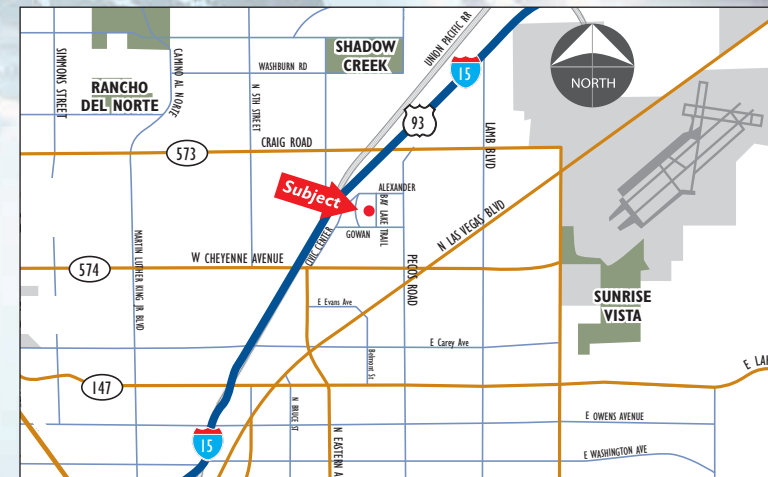 SIMMONS STREET
CAMINO AL NORTE
RANCHO
DEL NORTE
WASHBURN RD
N 5TH STREET
SHADOW
CREEK
UNION PACIFIC RR
15
93
NORTH
LAMB BLVD
CRAIG ROAD
573
Subject
ALEXANDER
BAY LAKE TRAIL
GOWAN
CIVIC CENTER
N LAS VEGAS BLVD
MARTIN LUTHER KING JR BLVD
W CHEYENNE AVENUE
574
PECOS ROAD
SUNRISE
VISTA
E Evans Ave
Belmont St
E Carey Ave
147
E LA
N BRUCE ST
N EASTERN A
E OWENS AVENUE
E WASHINGTON AVE
15